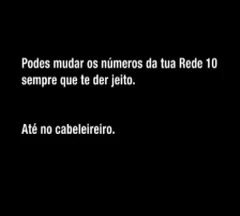 Podes mudar os números da tua Rede 10
sempre que te der jeito.
Até no cabeleireiro.